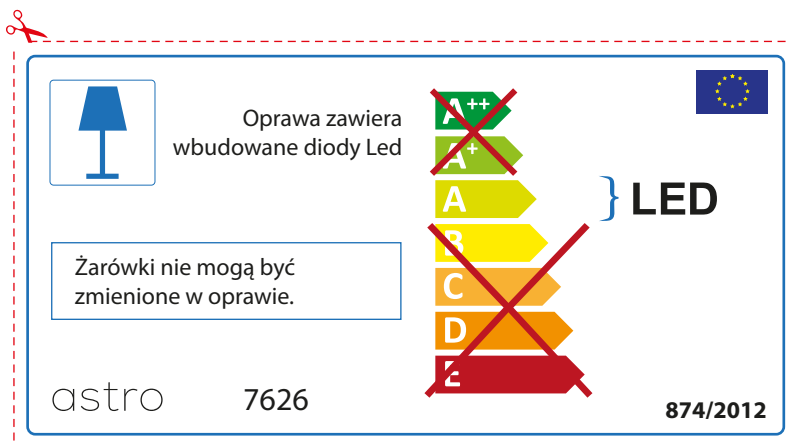 Oprawa zawiera
wbudowane diody Led
A++
A+
A
B
C
D
E
LED
Żarówki nie mogą być
zmienione w oprawie.
astro
7626
874/2012